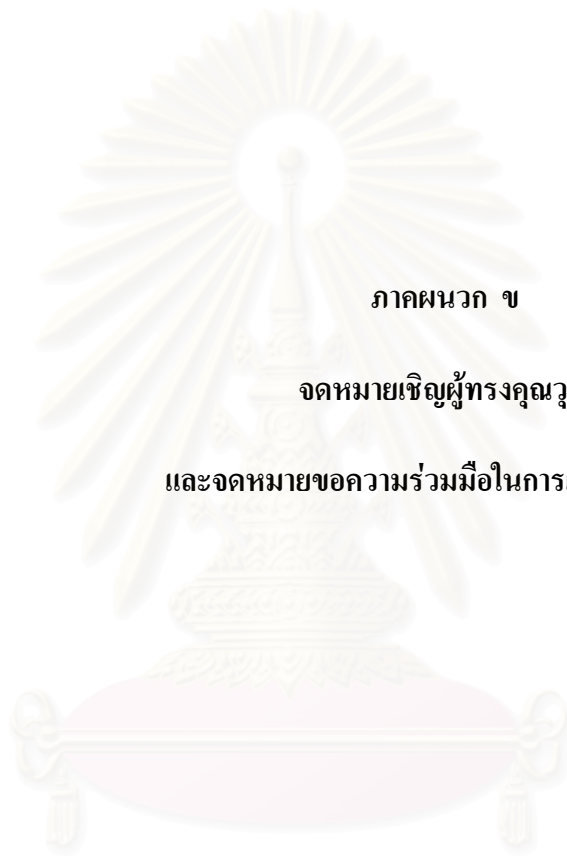 ภาคผนวก ข
จดหมายเชิญผู้ทรงคุณวุ
และจดหมายขอความร่วมมือในการ